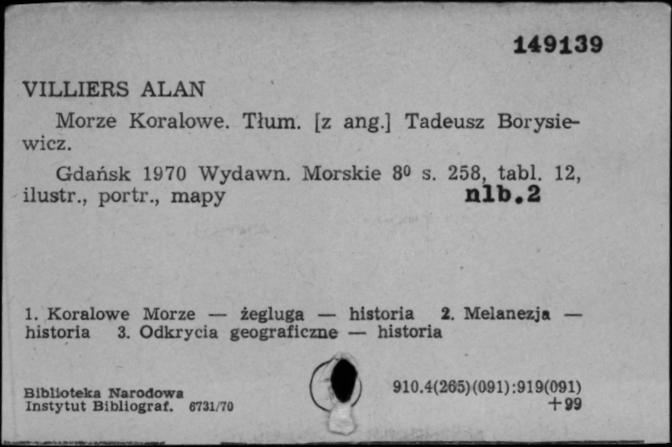 149139
VILLIERS ALAN
Morze Koralowe. Tłum. [z ang.] Tadeusz Borysie-
wicz.
Gdańsk 1970 Wydawn. Morskie 8⁰ s. 258, tabl. 12,
ilustr., portr., mapy nlb.2
1. Koralowe Morze — żegluga — historia 2. Melanezja —
historia 3. Odkrycia geograficzne — historia
Biblioteka Narodowa
Instytut Bibliograf. 6731/70
910.4(265)(091):919(091)
+99